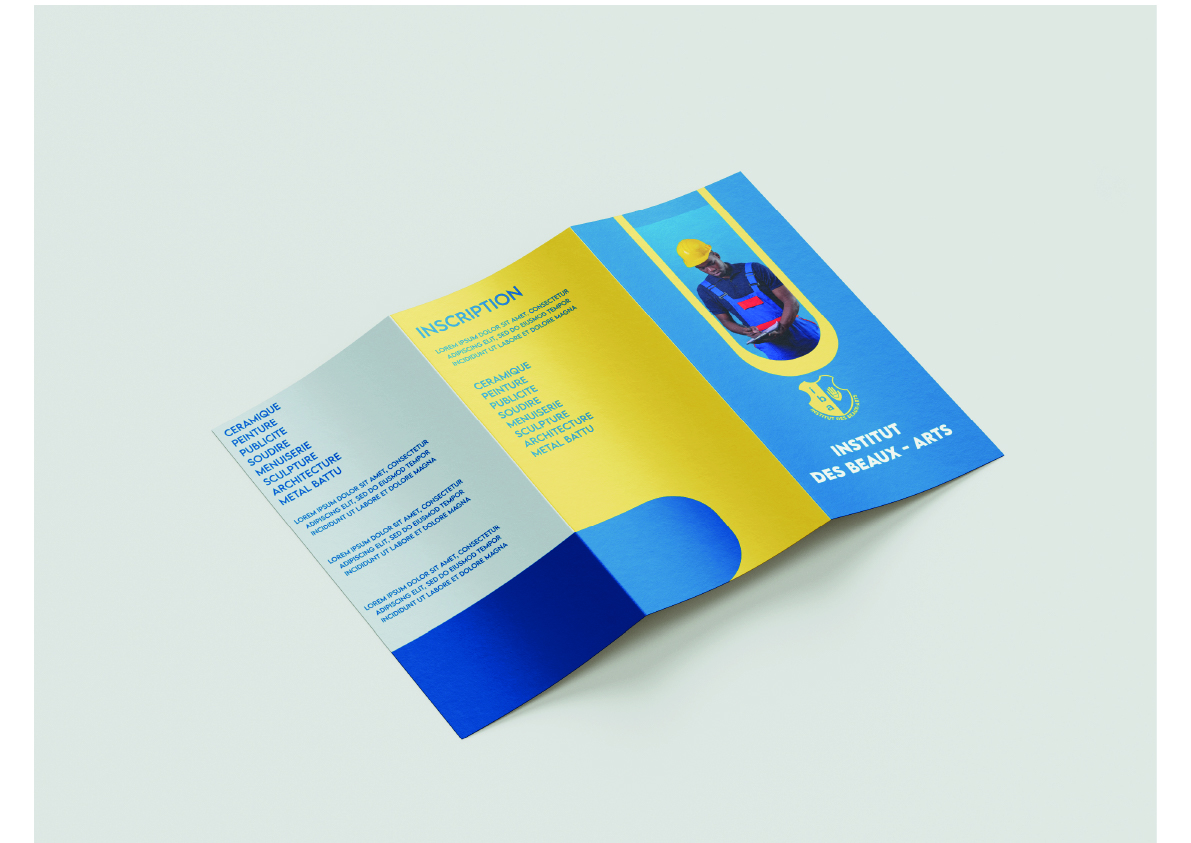 CERAMIQUE
PEINTURE
PUBLICITE
SOUDIRE
MENUISERIE
SCULPTURE
ARCHITECTURE
METAL BATTU
LOREM IPSUM DOLOR SIT AMET, CONSECTETUR
ADIPISCING ELIT, SED DO EIUSMOD TEMPOR
INCIDIDUNT UT LABORE ET DOLORE MAGNA
LOREM IPSUM DOLOR SIT AMET, CONSECTETUR
ADIPISCING ELIT, SED DO EIUSMOD TEMPOR
INCIDIDUNT UT LABORE ET DOLORE MAGNA
LOREM IPSUM DOLOR SIT AMET, CONSECTETUR
ADIPISCING ELIT, SED DO EIUSMOD TEMPOR
INCIDIDUNT UT LABORE ET DOLORE MAGNA
INSCRIPTION
LOREM IPSUM DOLOR SIT AMET, CONSECTETUR
ADIPISCING ELIT, SED DO EIUSMOD TEMPOR
INCIDIDUNT UT LABORE ET DOLORE MAGNA
CERAMIQUE
PEINTURE
PUBLICITE
SOUDIRE
MENUISERIE
SCULPTURE
ARCHITECTURE
METAL BATTU
i
b
a
INSTITUT DES BEAUX-ARTS
INSTITUT
DES BEAUX - ARTS